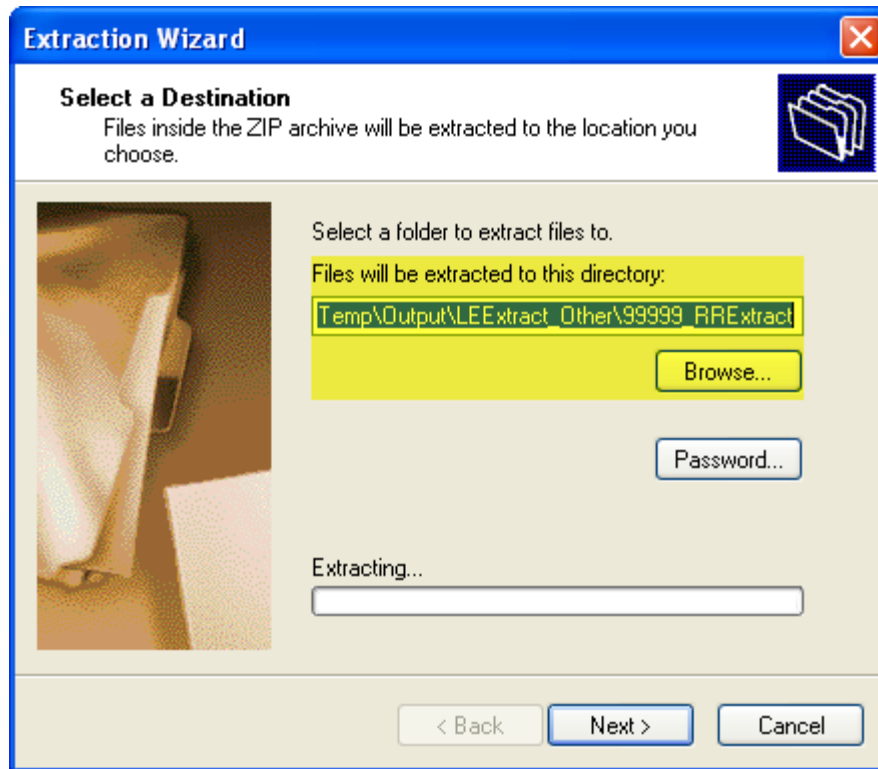 Extraction Wizard
Select a Destination
Files inside the ZIP archive will be extracted to the location you
choose.
Select a folder to extract files to.
Files will be extracted to this directory:
Temp\Output\LEExtract_Other\99999_RRExtract
Browse...
Password...
Extracting...
< Back
Next >
Cancel